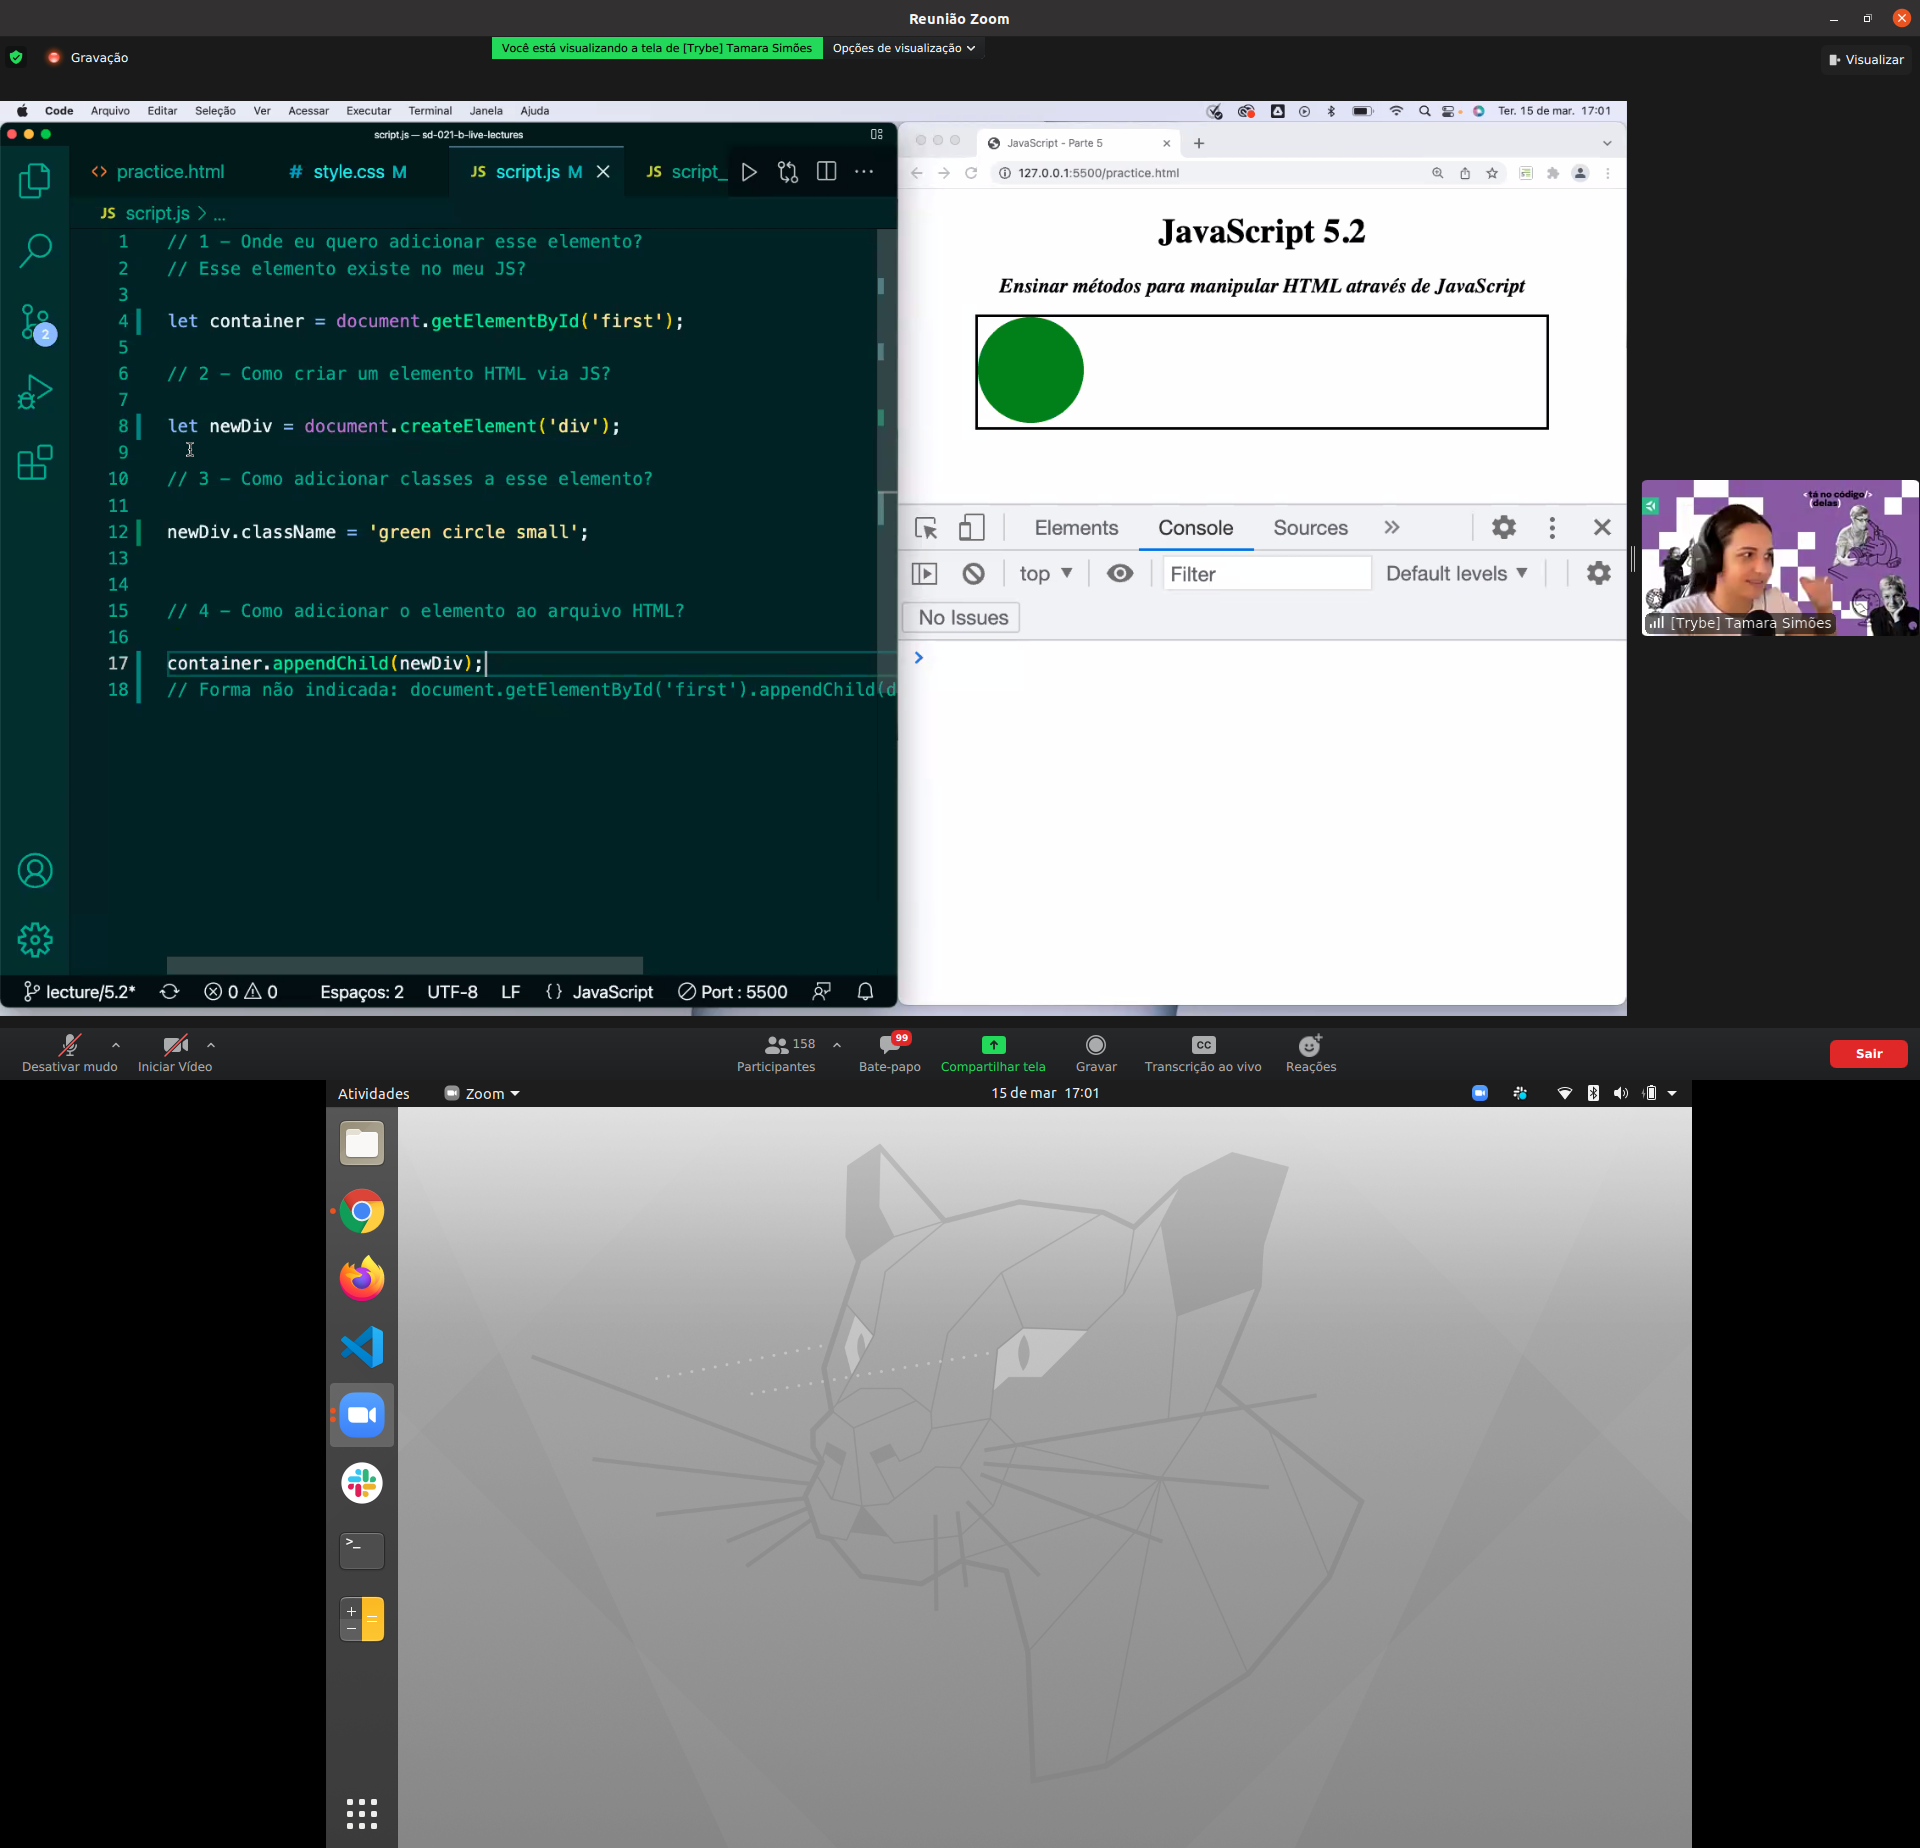 Reunião Zoom
Gravação
Você está visualizando a tela de [Trybe] Tamara Simões
Opções de visualização
Visualizar
Code Arquivo Editar Seleção Ver Acessar Executar Terminal Janela Ajuda
Ter. 15 de mar. 17:01
script.js — sd-021-b-live-lectures
practice.html
# style.css M
JS script.js M
JS script_
JS script.js > ...
1 // 1 - Onde eu quero adicionar esse elemento?
2 // Esse elemento existe no meu JS?
3
4 let container = document.getElementById('first');
5
6 // 2 - Como criar um elemento HTML via JS?
7
8 let newDiv = document.createElement('div');
9
10 // 3 - Como adicionar classes a esse elemento?
11
12 newDiv.className = 'green circle small';
13
14
15 // 4 - Como adicionar o elemento ao arquivo HTML?
16
17 container.appendChild(newDiv);
18 // Forma não indicada: document.getElementById('first').appendChild(d
2
lecture/5.2*
0
0
Espaços: 2
UTF-8
LF
{} JavaScript
Port : 5500
JavaScript - Parte 5
127.0.0.1:5500/practice.html
JavaScript 5.2
Ensinar métodos para manipular HTML através de JavaScript
Elements
Console
Sources
top
Filter
Default levels
No Issues
<tá no código/>
{delas}
[Trybe] Tamara Simões
Desativar mudo
Iniciar Vídeo
158
Participantes
99
Bate-papo
Compartilhar tela
Gravar
CC
Transcrição ao vivo
Reações
Sair
Atividades
Zoom
15 de mar 17:01